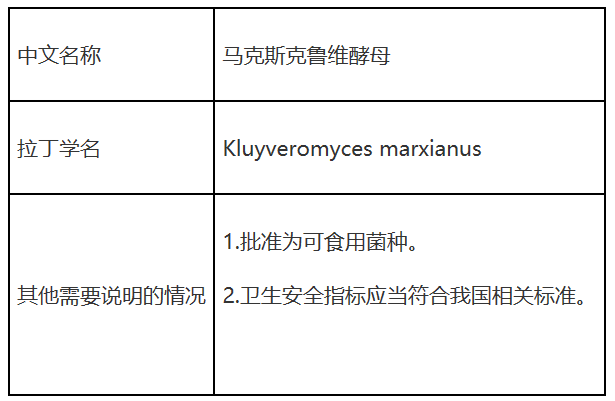 中文名称
马克斯克鲁维酵母
拉丁学名
Kluyveromyces marxianus
其他需要说明的情况
1.批准为可食用菌种。
2.卫生安全指标应当符合我国相关标准。